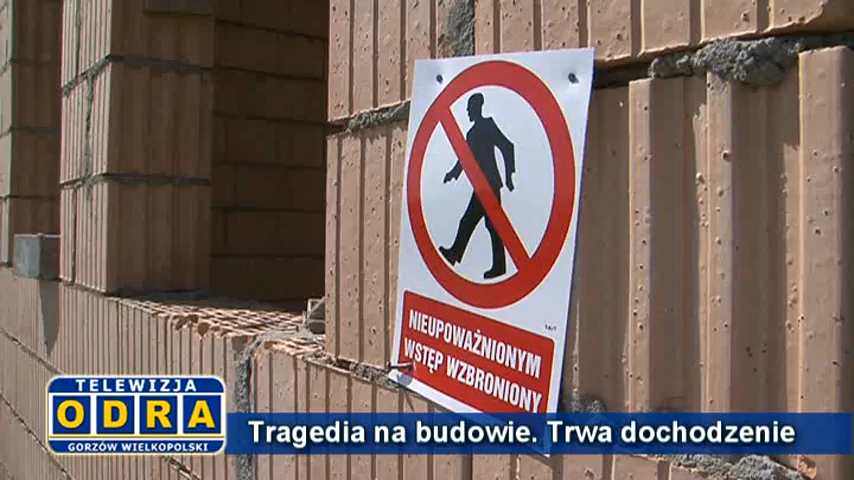 NIEUPOWAŻNIONYM
WSTĘP WZBRONIONY
TELEWIZJA
ODRA
GORZÓW WIELKOPOLSKI
Tragedia na budowie. Trwa dochodzenie